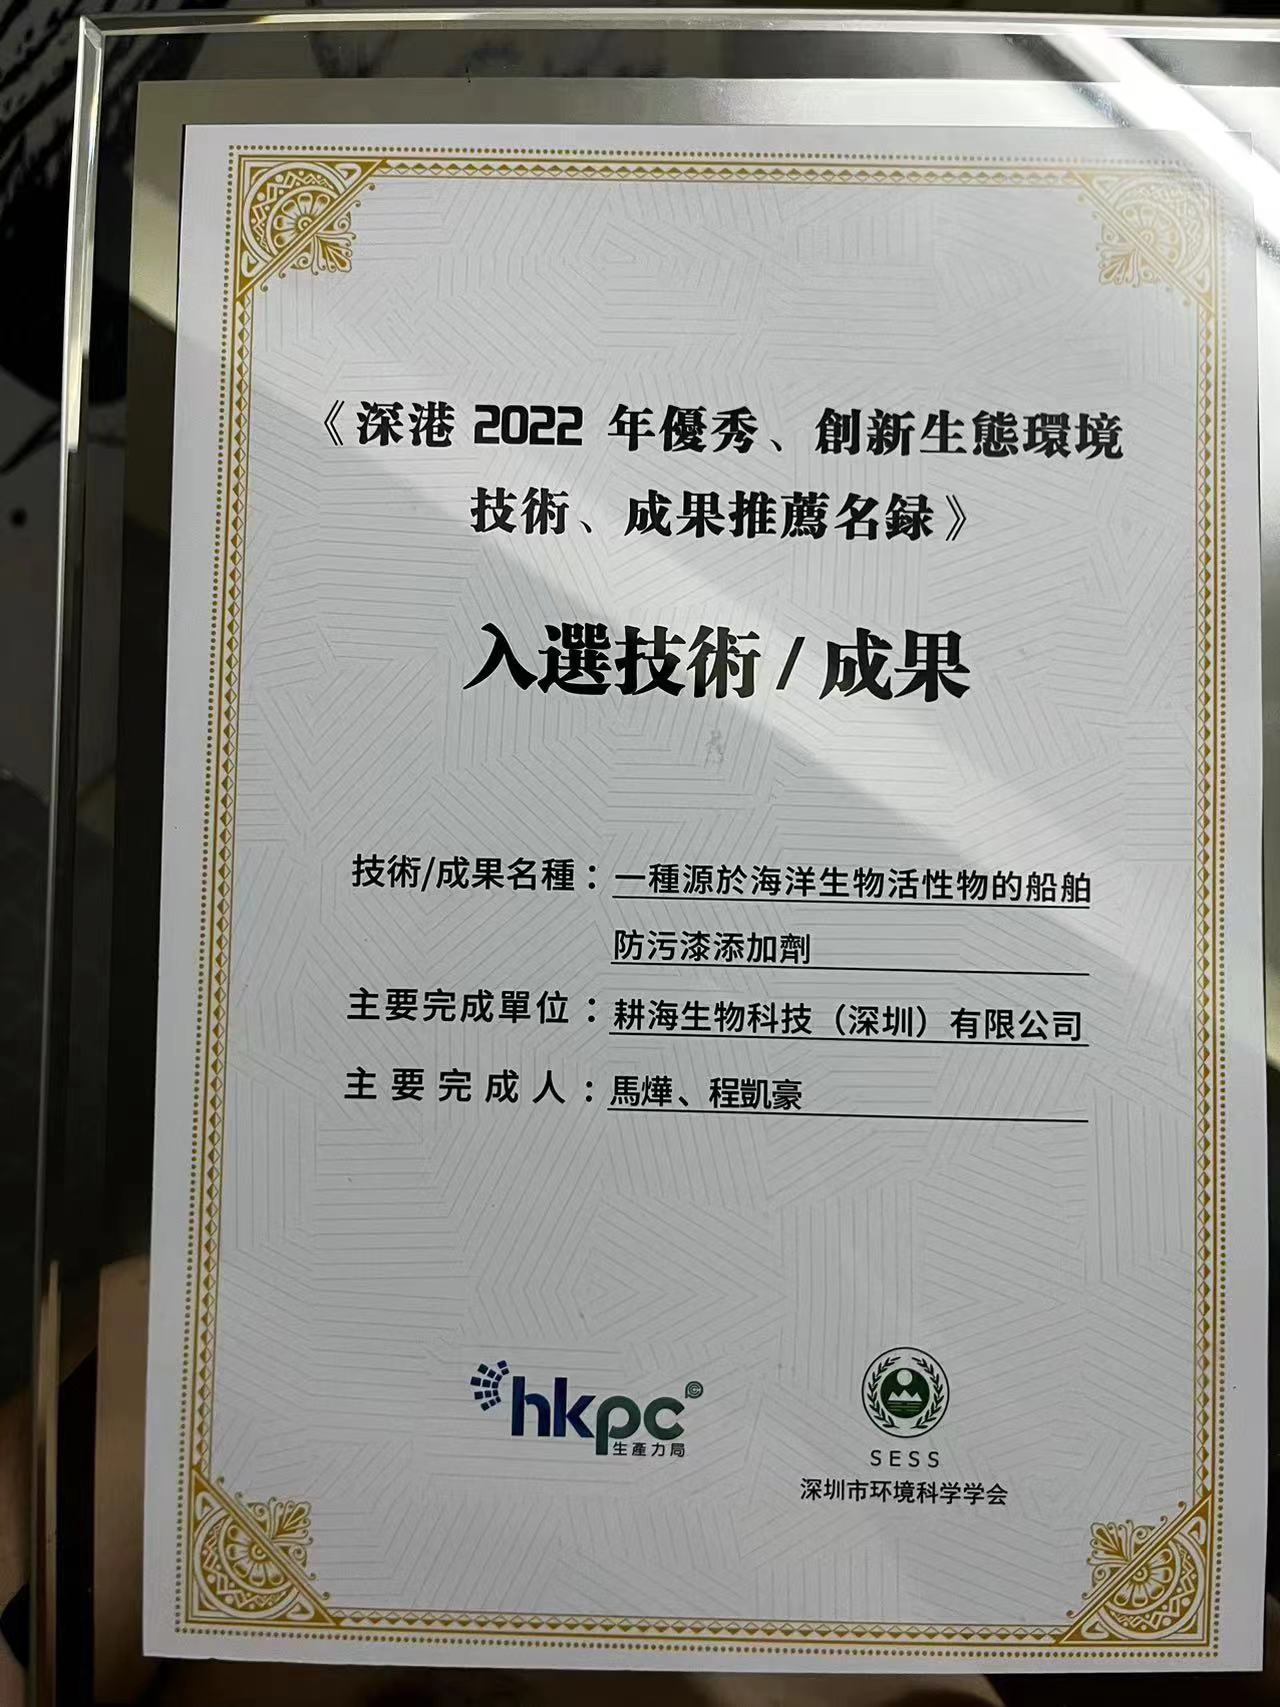 《深港 2022 年優秀、創新生態環境
技術、成果推薦名録》
入選技術/成果
技術/成果名種：一種源於海洋生物活性物的船舶
防污漆添加劑
主要完成單位：耕海生物科技（深圳）有限公司
主要完成人：馬燁、程凱豪
hkpc
生產力局
SESS
深圳市环境科学学会